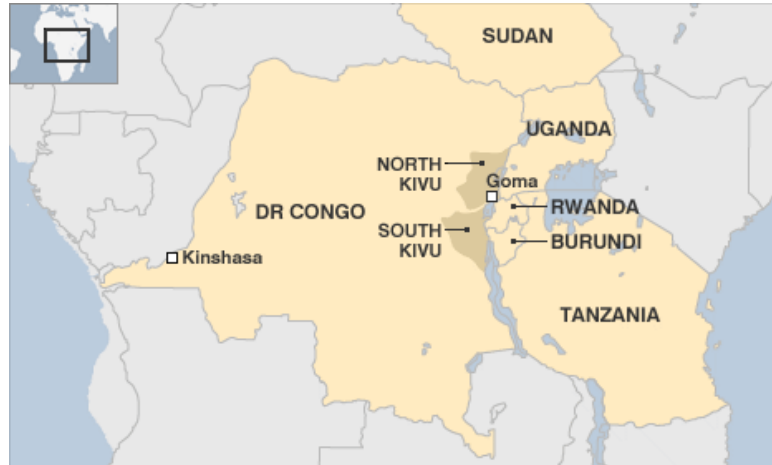 SUDAN
UGANDA
NORTH
KIVU
Goma
DR CONGO
RWANDA
SOUTH
KIVU
BURUNDI
Kinshasa
TANZANIA